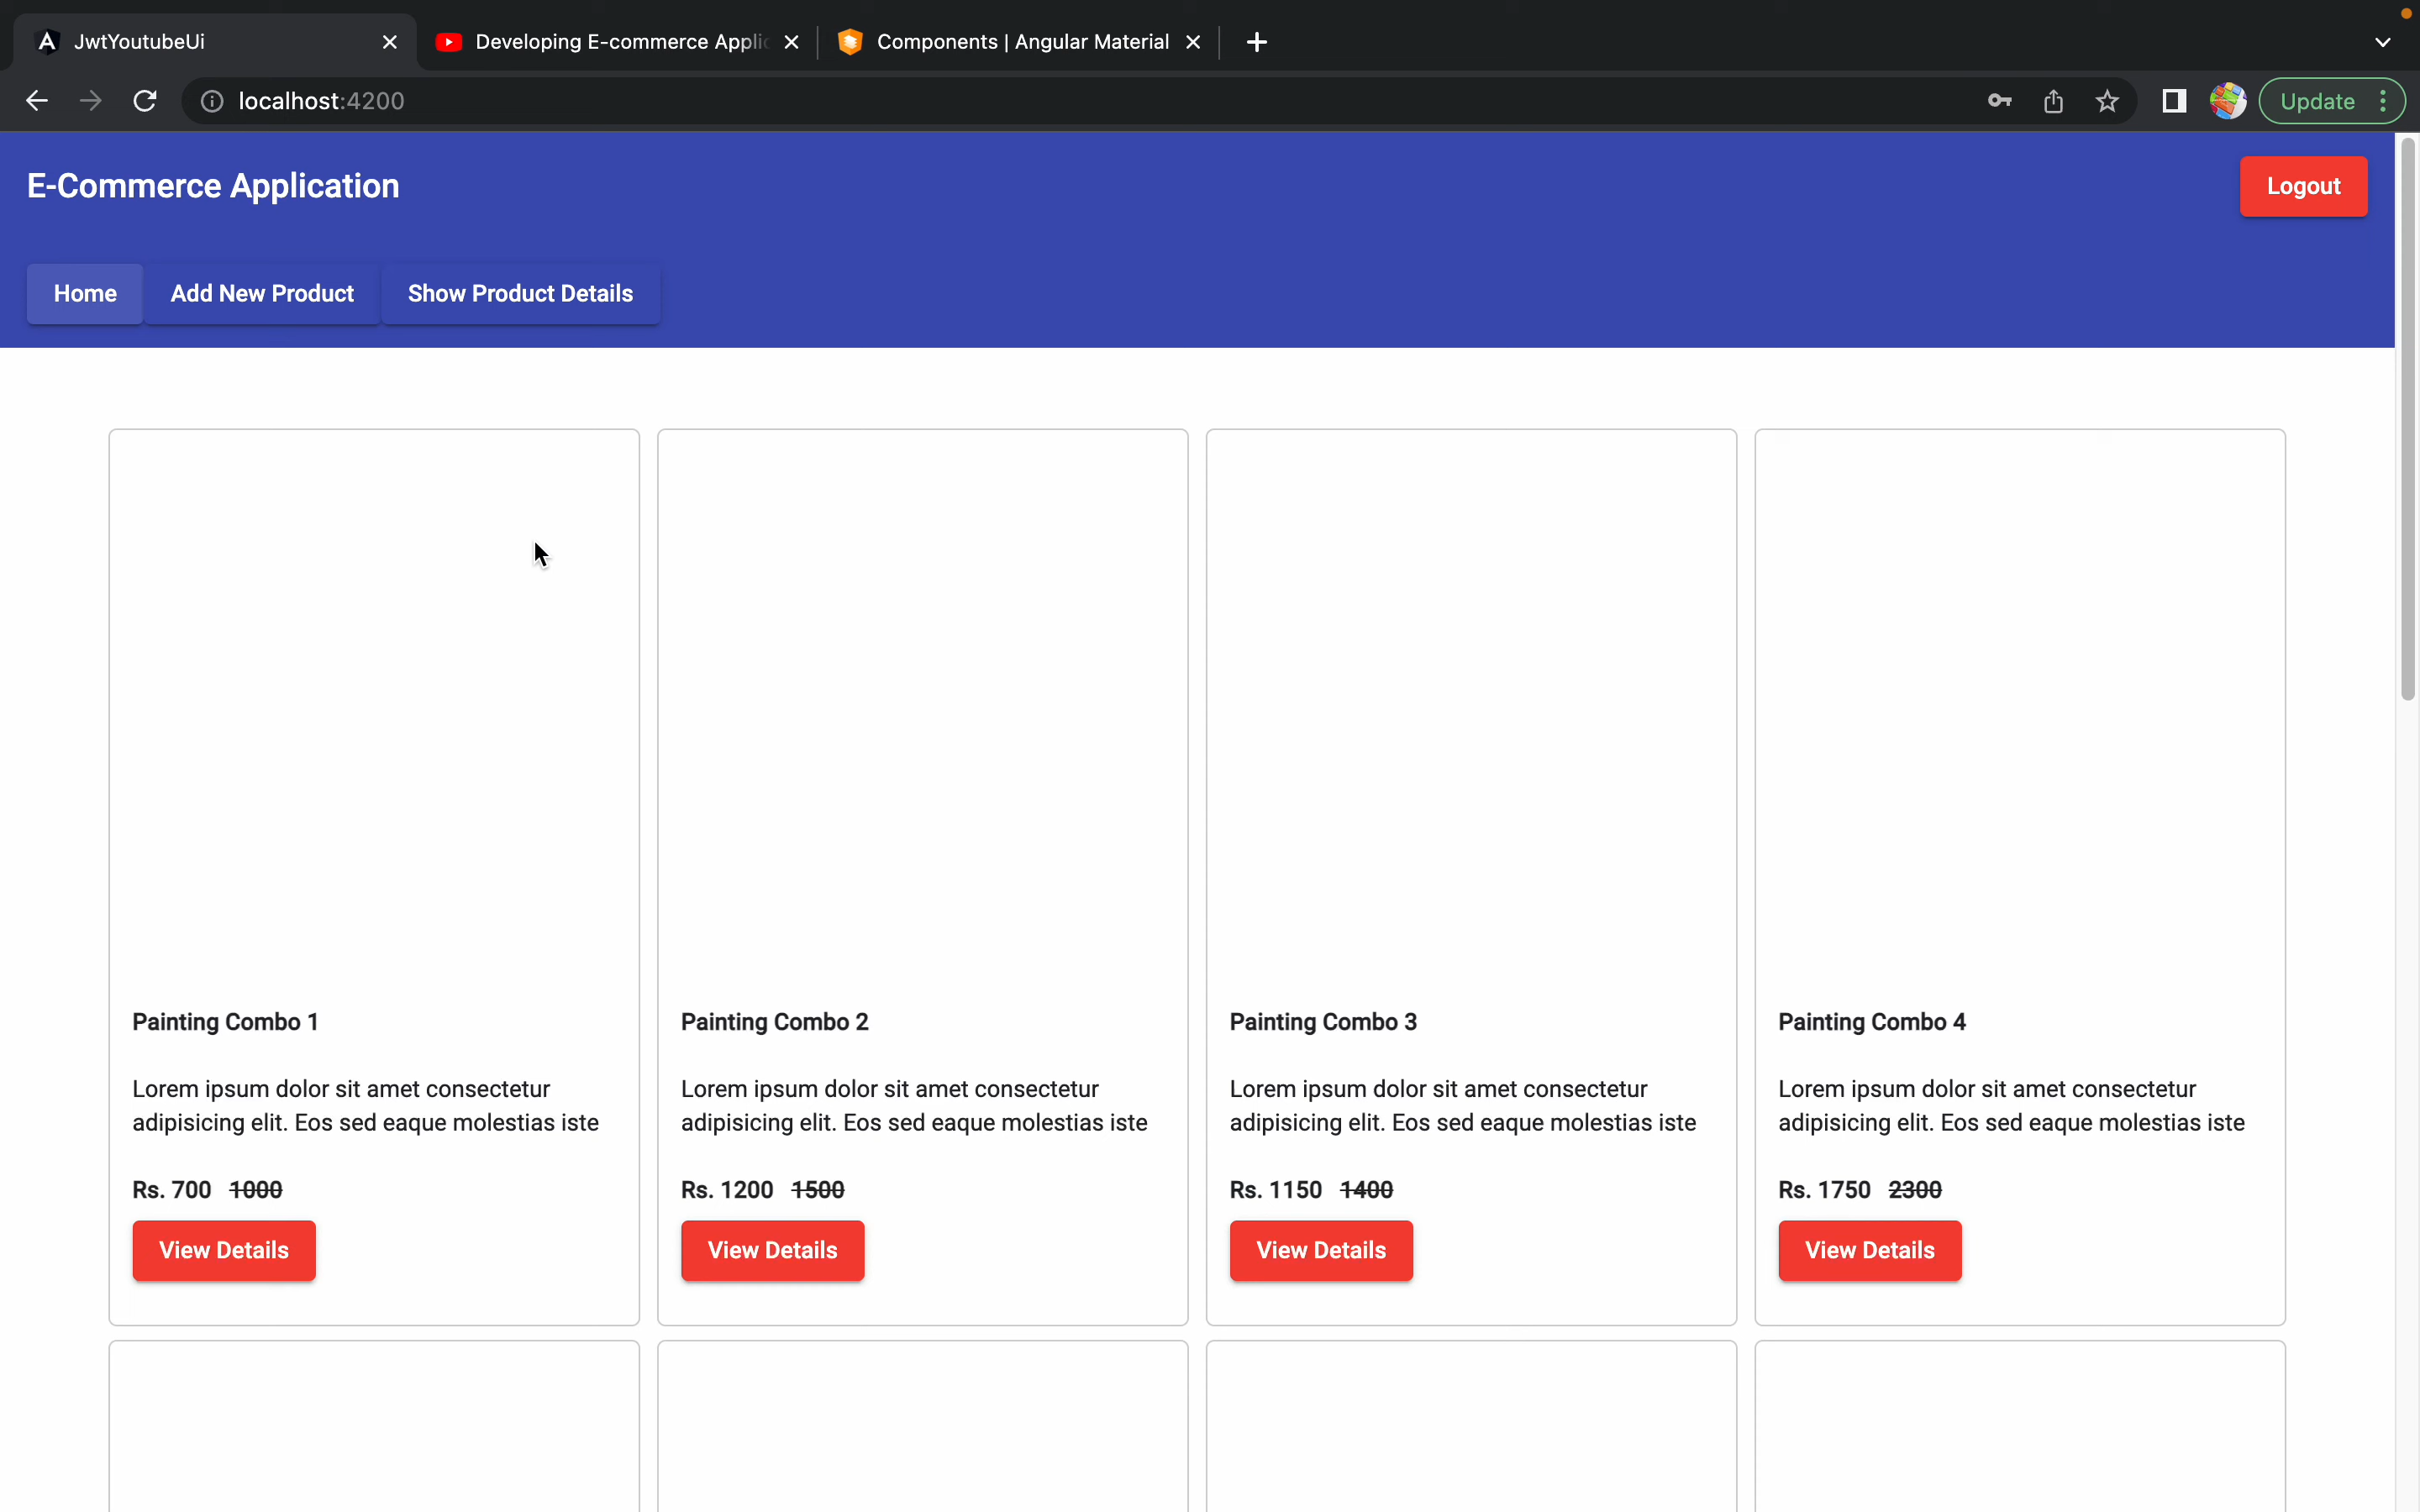 JwtYoutubeUi
Developing E-commerce Applic
Components | Angular Material
localhost:4200
Update
E-Commerce Application
Logout
Home
Add New Product
Show Product Details
Painting Combo 1
Lorem ipsum dolor sit amet consectetur
adipisicing elit. Eos sed eaque molestias iste
Rs. 700 1000
View Details
Painting Combo 2
Lorem ipsum dolor sit amet consectetur
adipisicing elit. Eos sed eaque molestias iste
Rs. 1200 1500
View Details
Painting Combo 3
Lorem ipsum dolor sit amet consectetur
adipisicing elit. Eos sed eaque molestias iste
Rs. 1150 1400
View Details
Painting Combo 4
Lorem ipsum dolor sit amet consectetur
adipisicing elit. Eos sed eaque molestias iste
Rs. 1750 2300
View Details